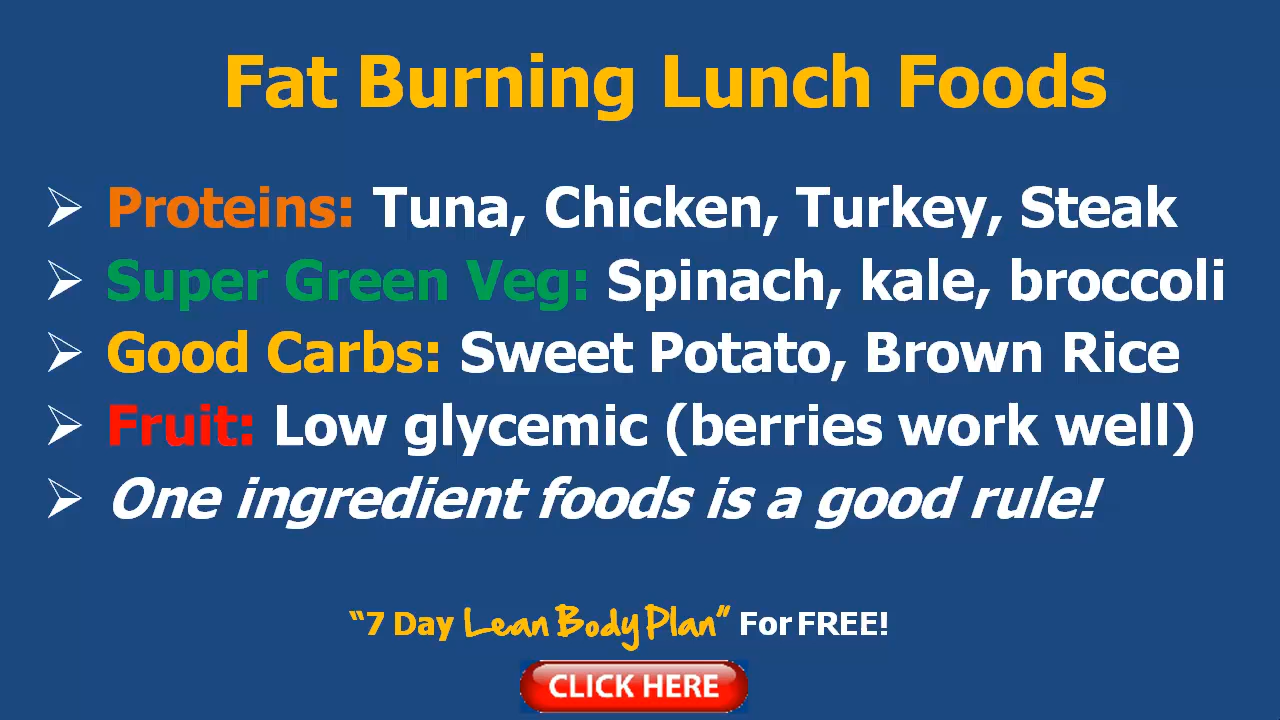 Fat Burning Lunch Foods
Proteins: Tuna, Chicken, Turkey, Steak
Super Green Veg: Spinach, kale, broccoli
Good Carbs: Sweet Potato, Brown Rice
Fruit: Low glycemic (berries work well)
One ingredient foods is a good rule!
“7 Day Lean Body Plan” For FREE!
CLICK HERE